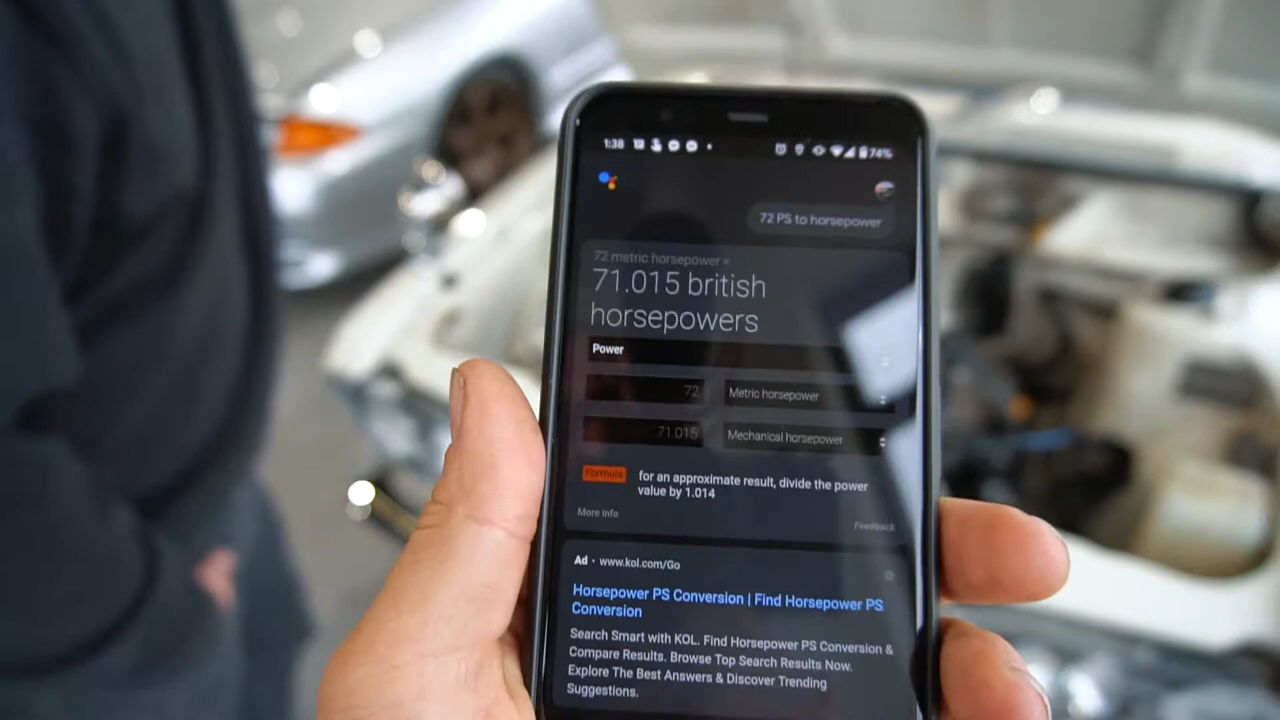 1:38
74%
72 PS to horsepower
72 metric horsepower =
71.015 british
horsepowers
Power
72 Metric horsepower
71.015 Mechanical horsepower
Formula for an approximate result, divide the power
value by 1.014
More info
Feedback
Ad · www.kol.com/Go
Horsepower PS Conversion | Find Horsepower PS
Conversion
Search Smart with KOL. Find Horsepower PS Conversion &
Compare Results. Browse Top Search Results Now.
Explore The Best Answers & Discover Trending
Suggestions.